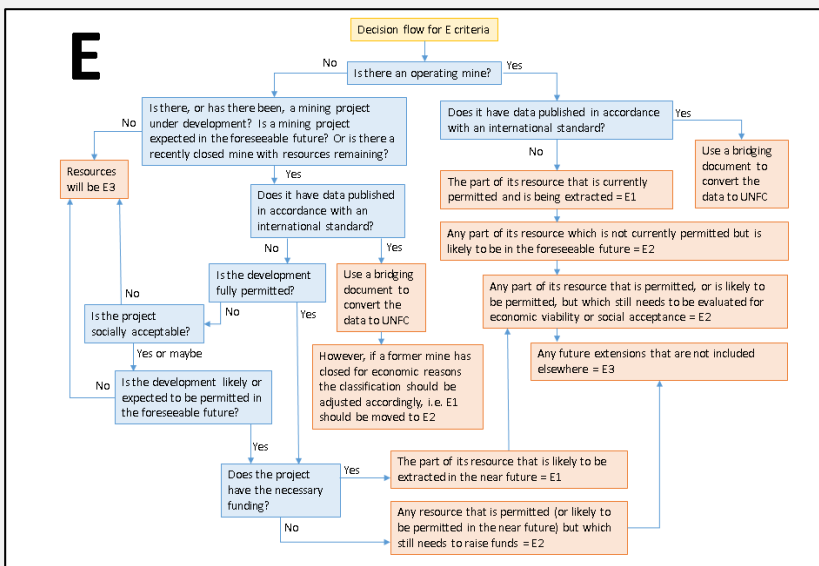 E
Decision flow for E criteria
Is there an operating mine?
No
Yes
Is there, or has there been, a mining project
under development? Is a mining project
expected in the foreseeable future? Or is there a
recently closed mine with resources remaining?
No
Yes
Does it have data published in accordance
with an international standard?
Yes
No
Resources
will be E3
Use a bridging
document to
convert the
data to UNFC
The part of its resource that is currently
permitted and is being extracted = E1
Does it have data published
in accordance with an
international standard?
No
Yes
Any part of its resource which is not currently permitted but is
likely to be in the foreseeable future = E2
Is the development
fully permitted?
No
Yes
Use a bridging
document to
convert the
data to UNFC
Any part of its resource that is permitted, or is likely to
be permitted, but which still needs to be evaluated for
economic viability or social acceptance = E2
No
Is the project
socially acceptable?
Yes or maybe
However, if a former mine has
closed for economic reasons
the classification should be
adjusted accordingly, i.e. E1
should be moved to E2
Any future extensions that are not included
elsewhere = E3
No
Is the development likely or
expected to be permitted in
the foreseeable future?
Yes
Does the project
have the necessary
funding?
Yes
No
The part of its resource that is likely to be
extracted in the near future = E1
Any resource that is permitted (or likely to
be permitted in the near future) but which
still needs to raise funds = E2